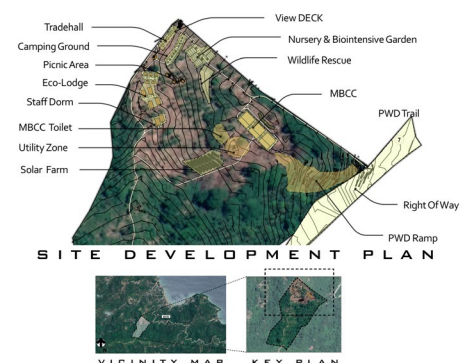 View DECK
Tradehall
Nursery & Biointensive Garden
Camping Ground
Picnic Area
Wildlife Rescue
Eco-Lodge
MBCC
Staff Dorm
PWD Trail
MBCC Toilet
Utility Zone
Solar Farm
Right Of Way
PWD Ramp
SITE DEVELOPMENT PLAN
VICINITY MAP
KEY PLAN